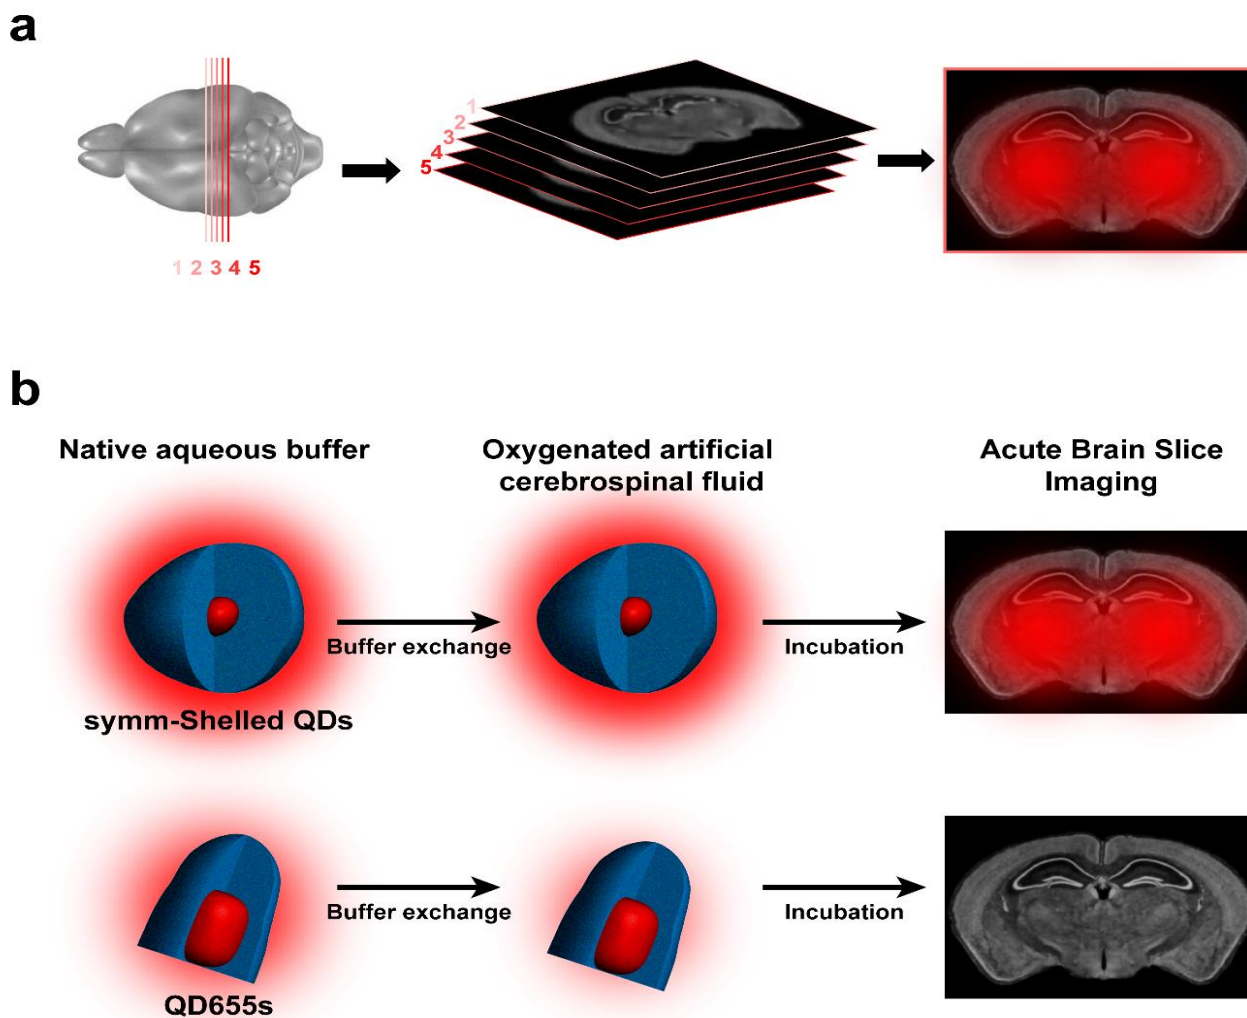 a
1 2 3 4 5
1
2
3
4
5
b
Native aqueous buffer
Oxygenated artificial
cerebrospinal fluid
Acute Brain Slice
Imaging
Buffer exchange
Incubation
symm-Shelled QDs
Buffer exchange
Incubation
QD655s